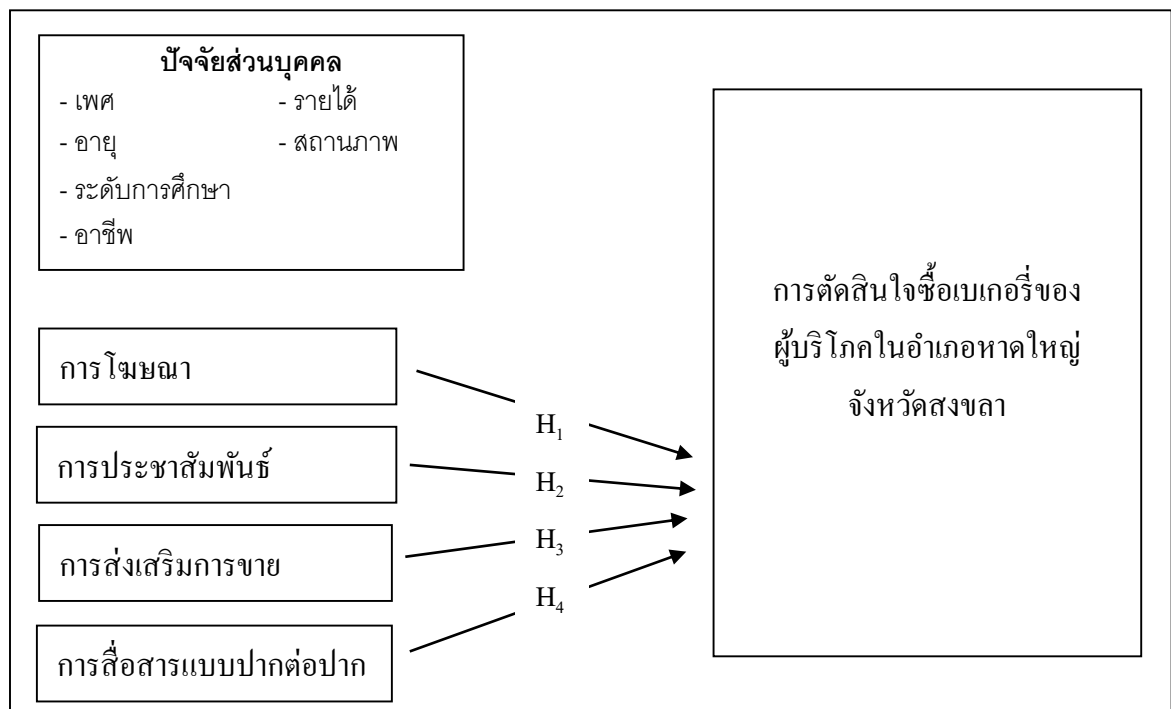 ปัจจัยส่วนบุคคล
- เพศ - รายได้
- อายุ - สถานภาพ
- ระดับการศึกษา
- อาชีพ
การโฆษณา
การประชาสัมพันธ์
การส่งเสริมการขาย
การสื่อสารแบบปากต่อปาก
H1
H2
H3
H4
การตัดสินใจซื้อเบเกอรี่ของ
ผู้บริโภคในอำเภอหาดใหญ่
จังหวัดสงขลา